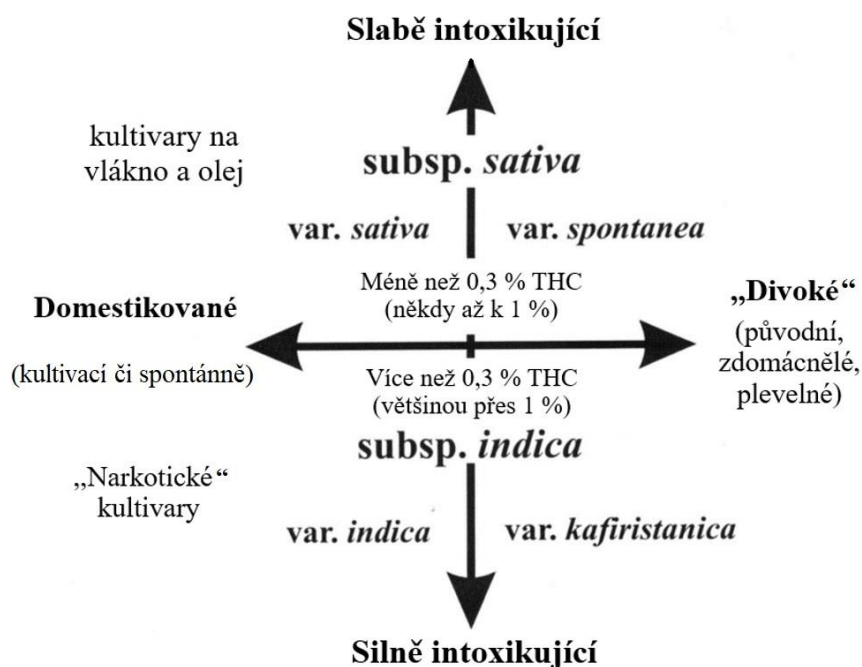 Slabě intoxikující
kultivary na
vlákno a olej
subsp. sativa
var. sativa
var. spontanea
Méně než 0,3 % THC
(někdy až k 1 %)
Domestikované
(kultivací či spontánně)
„Divoké“
(původní,
zdomácnělé,
plevelné)
Více než 0,3 % THC
(většinou přes 1 %)
subsp. indica
„Narkotické“
kultivary
var. indica
var. kafiristanica
Silně intoxikující